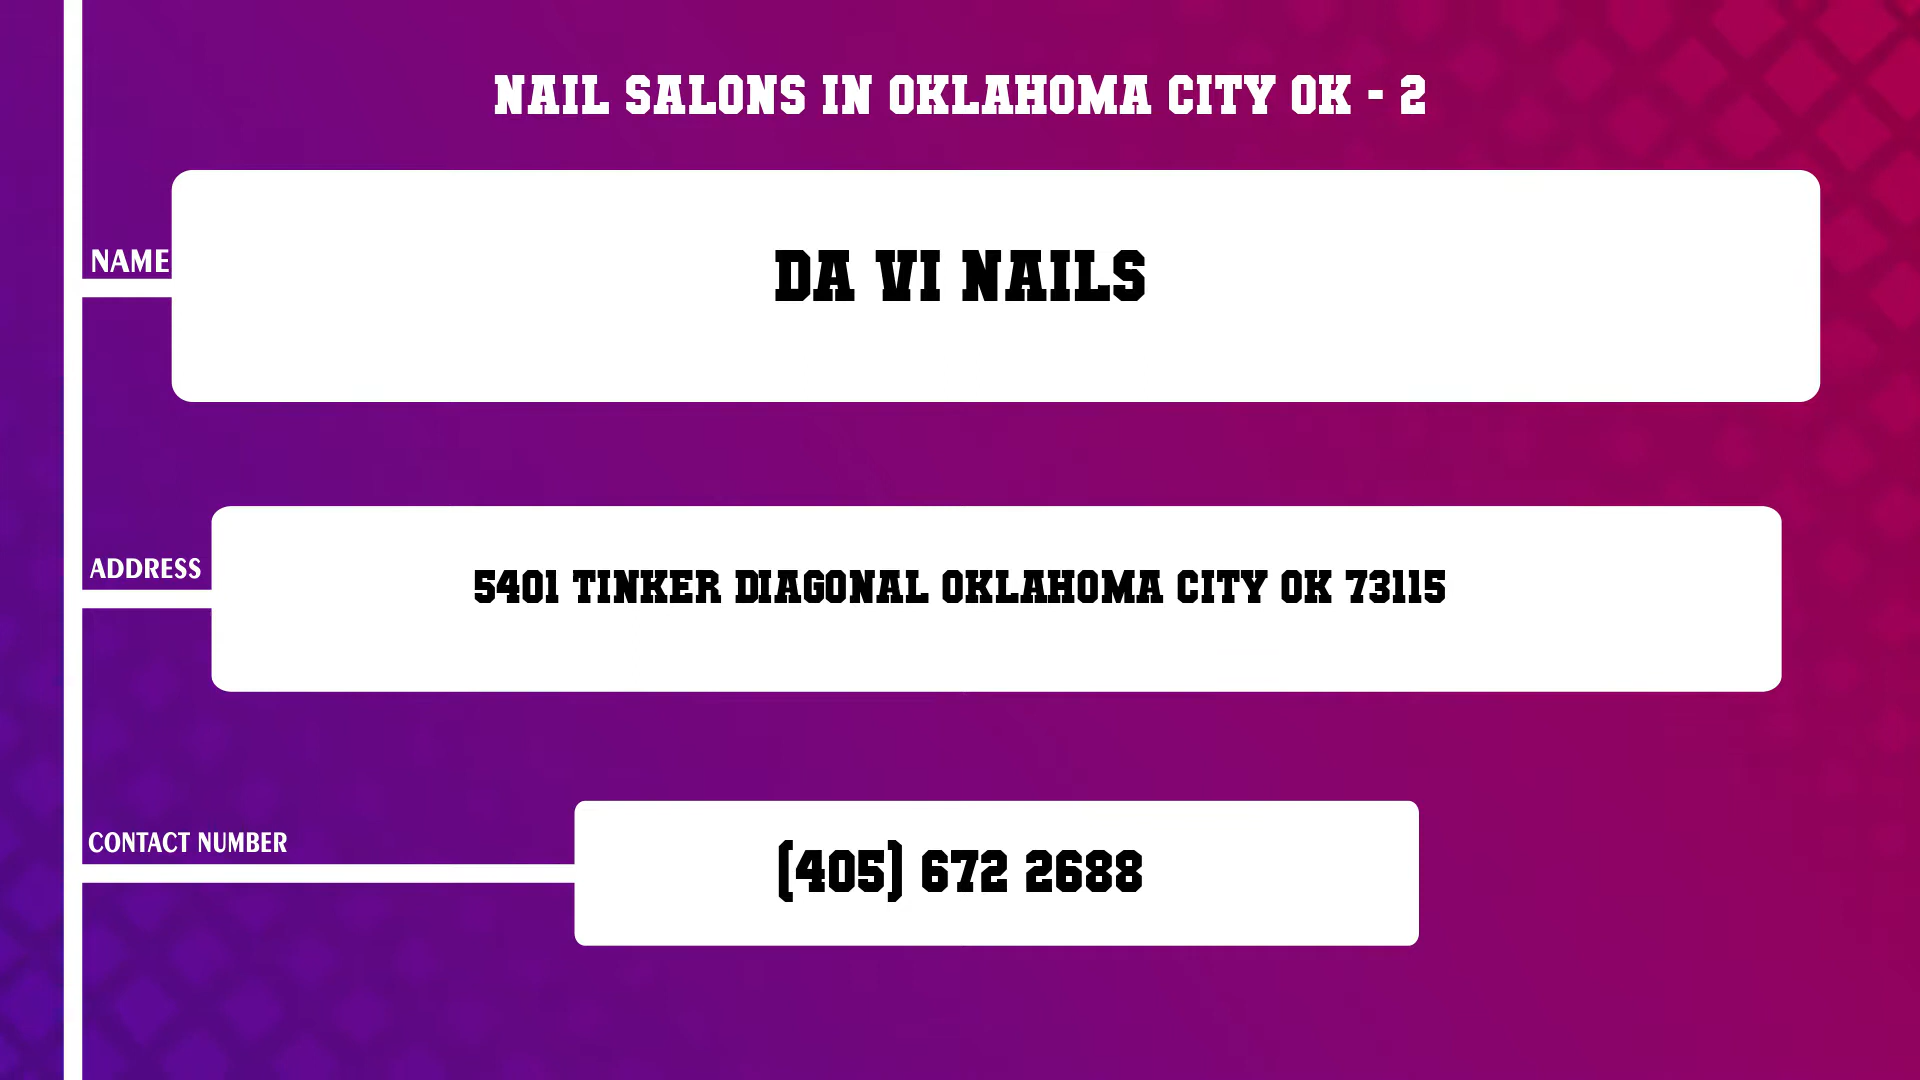 NAIL SALONS IN OKLAHOMA CITY OK - 2
NAME
DA VI NAILS
ADDRESS
5401 TINKER DIAGONAL OKLAHOMA CITY OK 73115
CONTACT NUMBER
(405) 672 2688